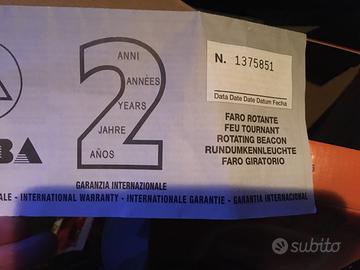 N. 1375851
Data Date Date Datum Fecha
2
ANNI
ANNÉES
YEARS
JAHRE
AÑOS
BA
FARO ROTANTE
FEU TOURNANT
ROTATING BEACON
RUNDUMKENNLEUCHTE
FARO GIRATORIO
GARANZIA INTERNAZIONALE
ALE - INTERNATIONAL WARRANTY - INTERNATIONALE GARANTIE - GARANTIA INTERNACIONAL
subito